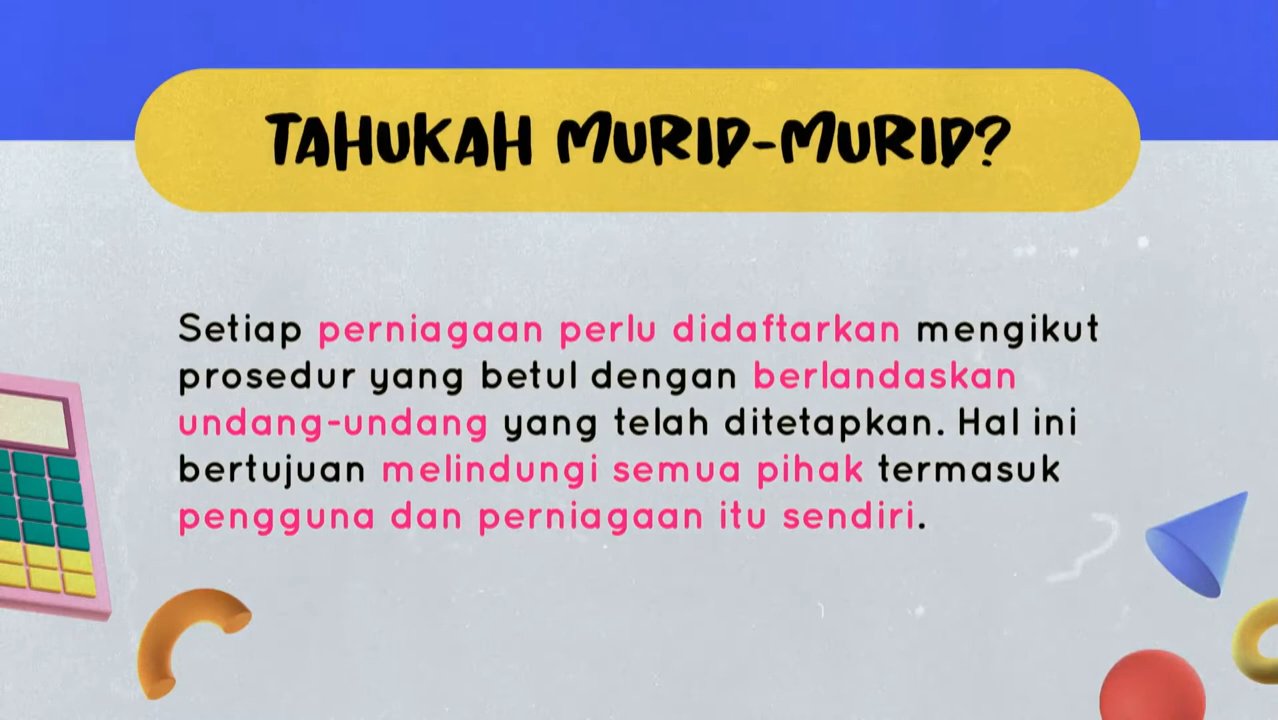 TAHUKAH MURID-MURID?
Setiap perniagaan perlu didaftarkan mengikut
prosedur yang betul dengan berlandaskan
undang-undang yang telah ditetapkan. Hal ini
bertujuan melindungi semua pihak termasuk
pengguna dan perniagaan itu sendiri.